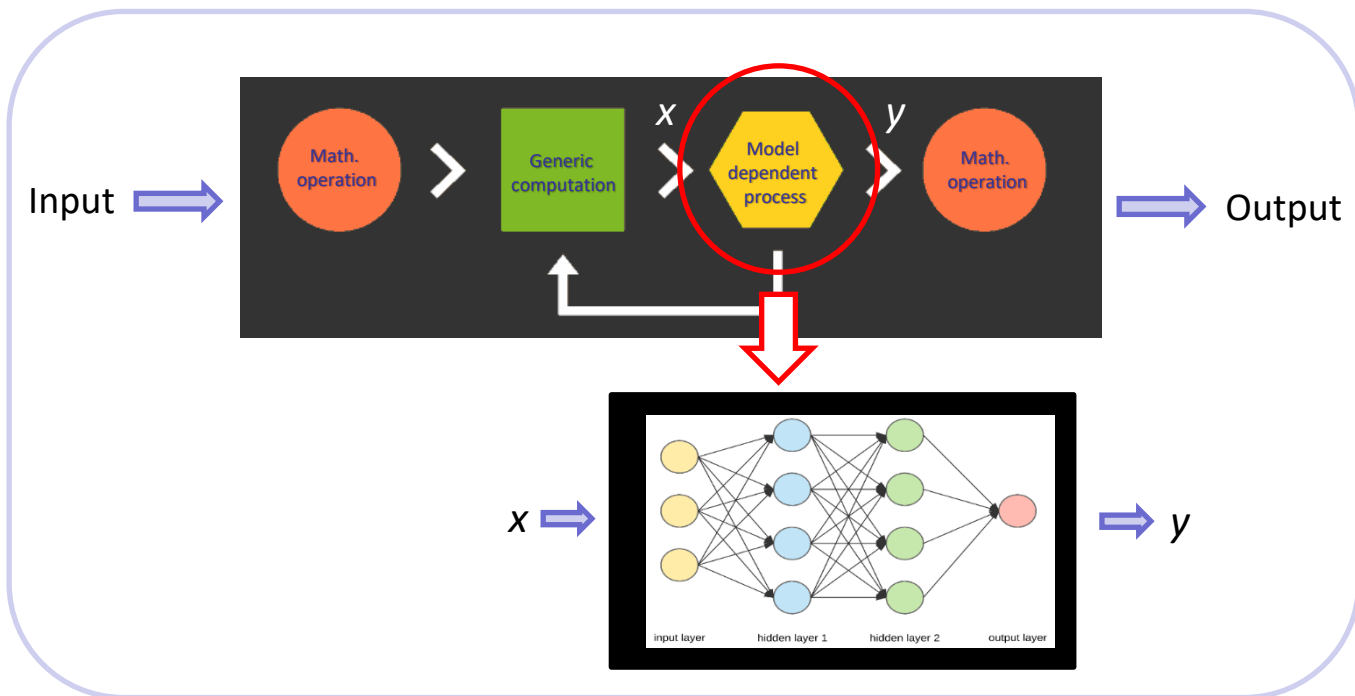 x
y
Math.
operation
Generic
computation
Model
dependent
process
Math.
operation
Input
Output
x
y
input layer
hidden layer 1
hidden layer 2
output layer